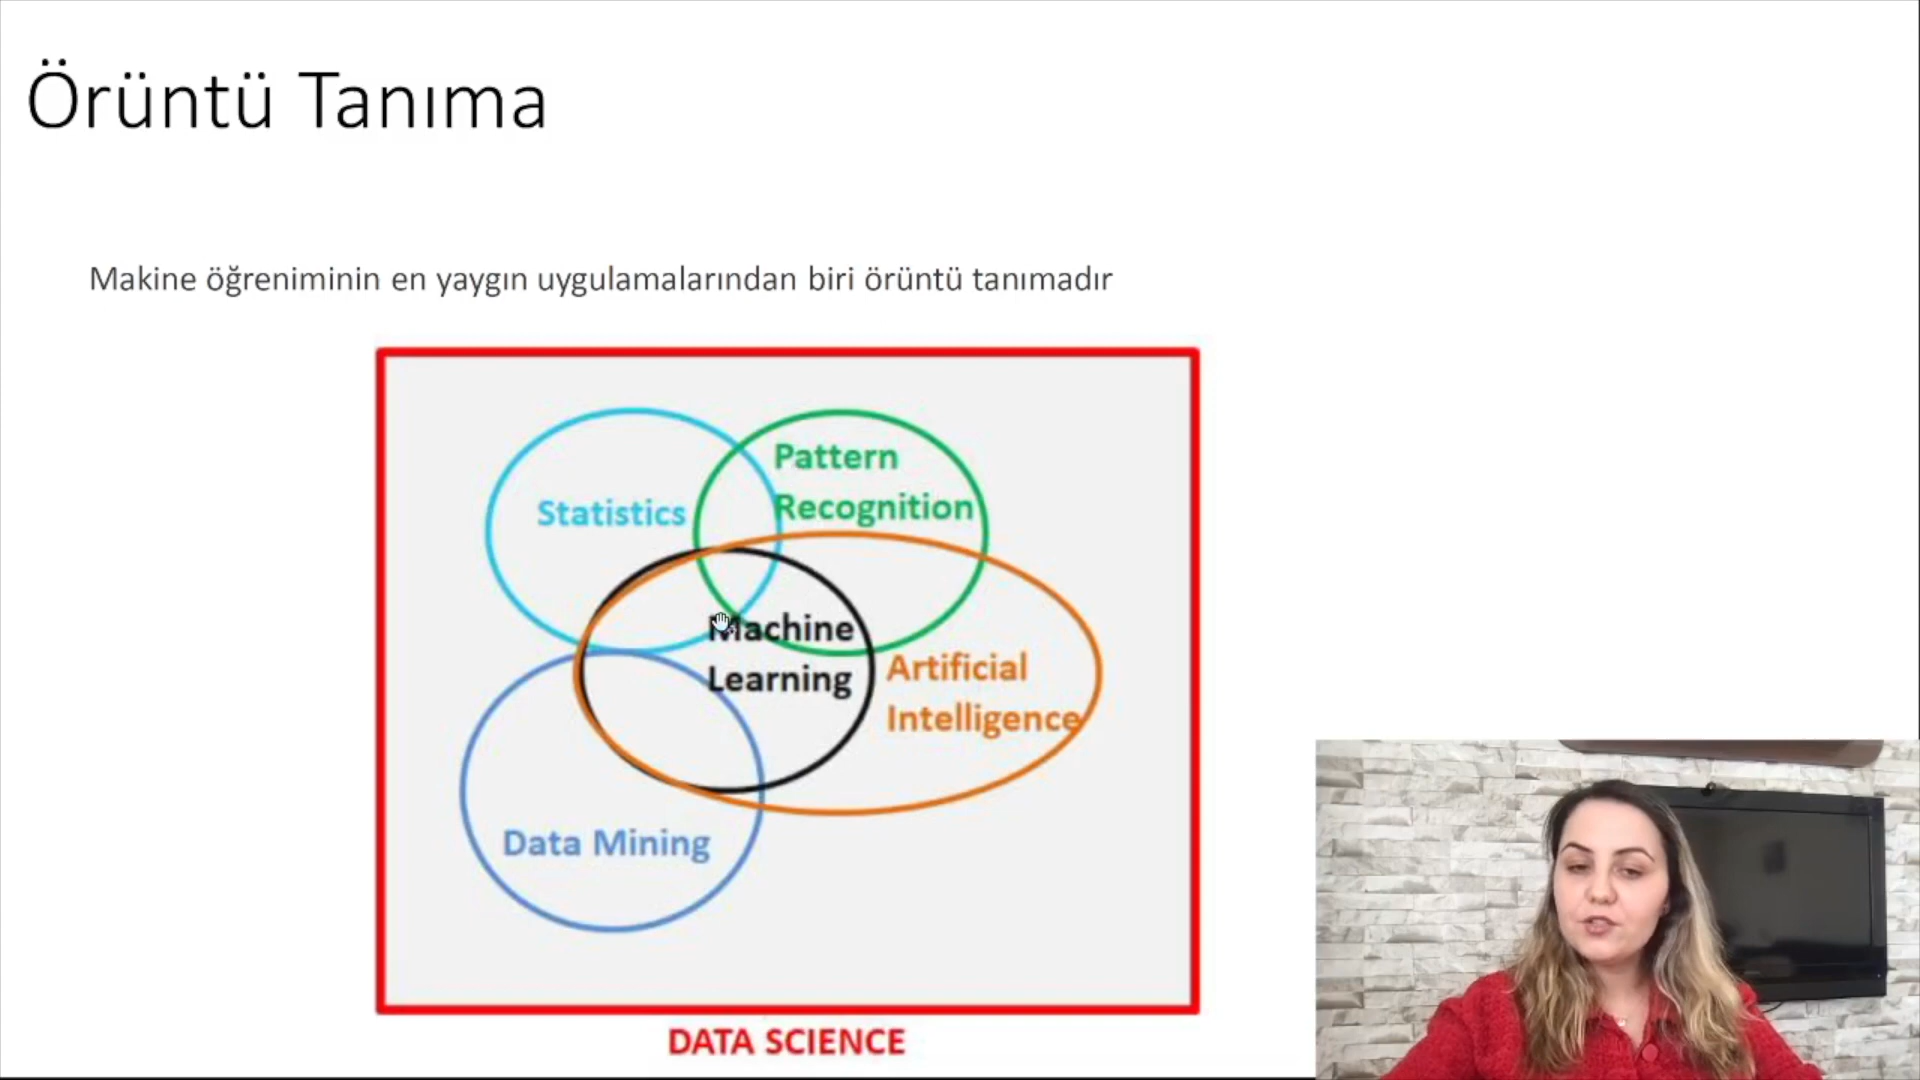 Örüntü Tanıma
Makine öğreniminin en yaygın uygulamalarından biri örüntü tanımadır
Pattern
Recognition
Statistics
Machine
Learning
Artificial
Intelligence
Data Mining
DATA SCIENCE